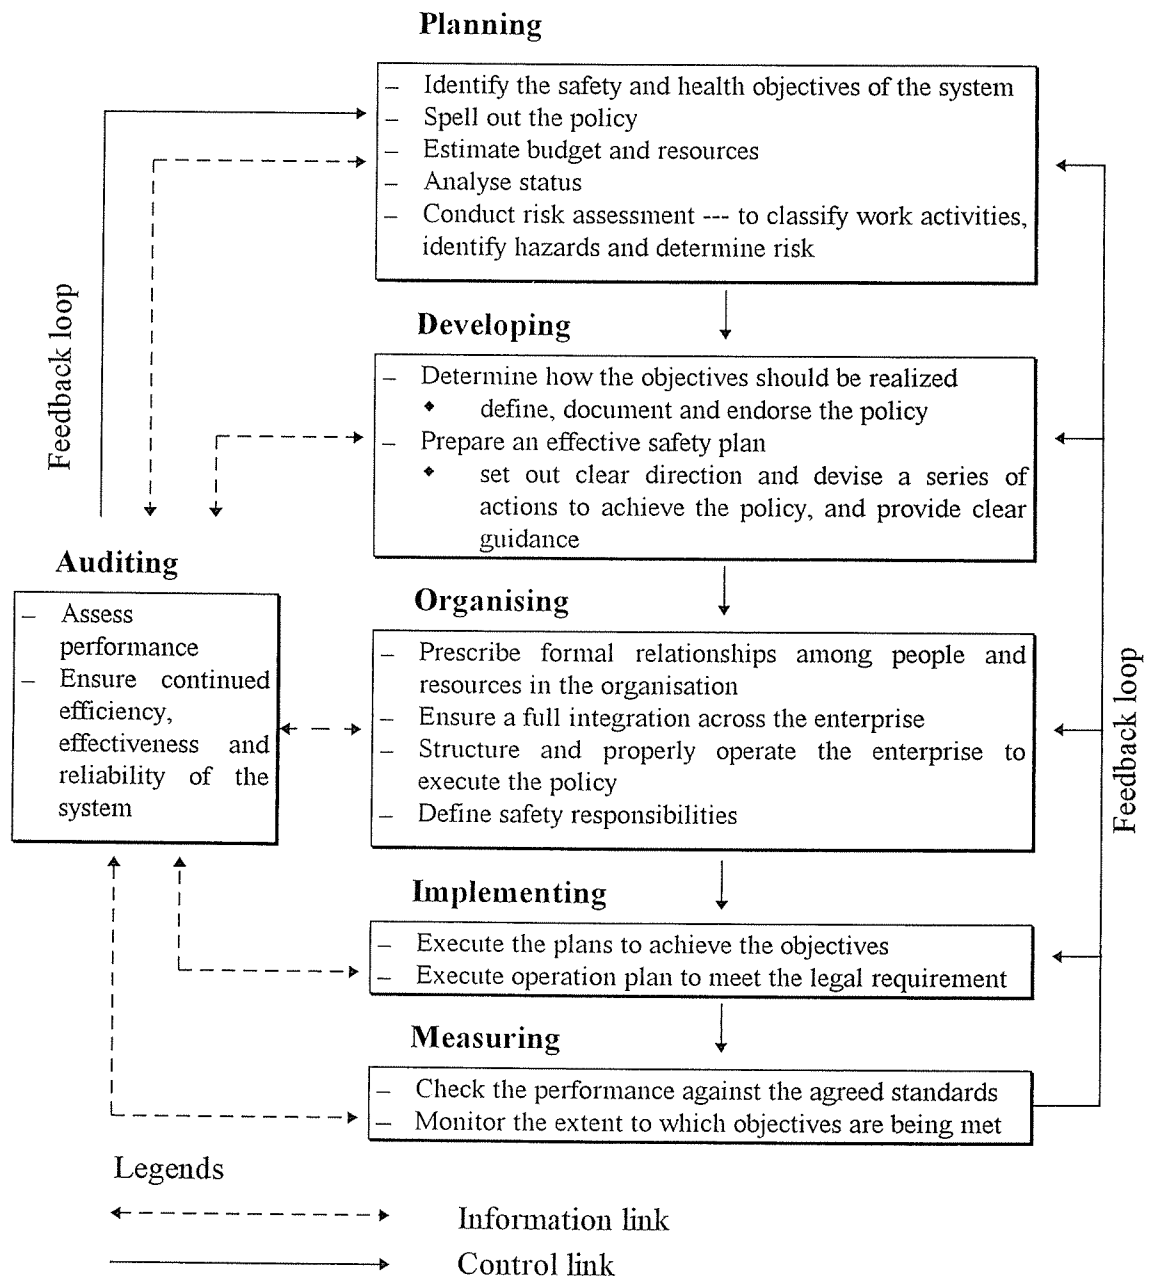 Planning
– Identify the safety and health objectives of the system
– Spell out the policy
– Estimate budget and resources
– Analyse status
– Conduct risk assessment --- to classify work activities,
identify hazards and determine risk
Feedback loop
Developing
– Determine how the objectives should be realized
◆ define, document and endorse the policy
– Prepare an effective safety plan
◆ set out clear direction and devise a series of
actions to achieve the policy, and provide clear
guidance
Auditing
– Assess
performance
– Ensure continued
efficiency,
effectiveness and
reliability of the
system
Organising
– Prescribe formal relationships among people and
resources in the organisation
– Ensure a full integration across the enterprise
– Structure and properly operate the enterprise to
execute the policy
– Define safety responsibilities
Feedback loop
Implementing
– Execute the plans to achieve the objectives
– Execute operation plan to meet the legal requirement
Measuring
– Check the performance against the agreed standards
– Monitor the extent to which objectives are being met
Legends
Information link
Control link